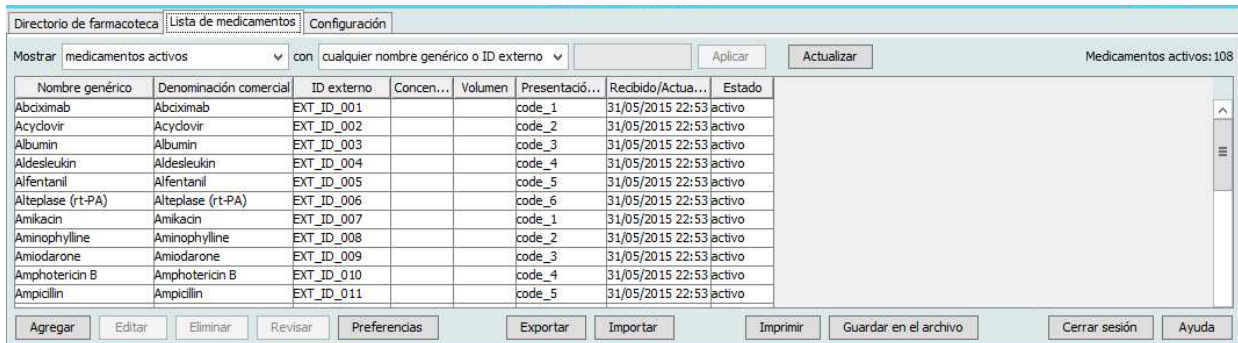 Directorio de farmacoteca Lista de medicamentos Configuración
Mostrar medicamentos activos con cualquier nombre genérico o ID externo Aplicar Actualizar Medicamentos activos:108
Nombre genérico Denominación comercial ID externo Concen... Volumen Presentació... Recibido/Actua... Estado
Abciximab Abciximab EXT_ID_001 code_1 31/05/2015 22:53 activo
Acyclovir Acyclovir EXT_ID_002 code_2 31/05/2015 22:53 activo
Albumin Albumin EXT_ID_003 code_3 31/05/2015 22:53 activo
Aldesleukin Aldesleukin EXT_ID_004 code_4 31/05/2015 22:53 activo
Alfentanil Alfentanil EXT_ID_005 code_5 31/05/2015 22:53 activo
Alteplase (rt-PA) Alteplase (rt-PA) EXT_ID_006 code_6 31/05/2015 22:53 activo
Amikacin Amikacin EXT_ID_007 code_1 31/05/2015 22:53 activo
Aminophylline Aminophylline EXT_ID_008 code_2 31/05/2015 22:53 activo
Amiodarone Amiodarone EXT_ID_009 code_3 31/05/2015 22:53 activo
Amphotericin B Amphotericin B EXT_ID_010 code_4 31/05/2015 22:53 activo
Ampicillin Ampicillin EXT_ID_011 code_5 31/05/2015 22:53 activo
Agregar Editar Eliminar Revisar Preferencias Exportar Importar Imprimir Guardar en el archivo Cerrar sesión Ayuda